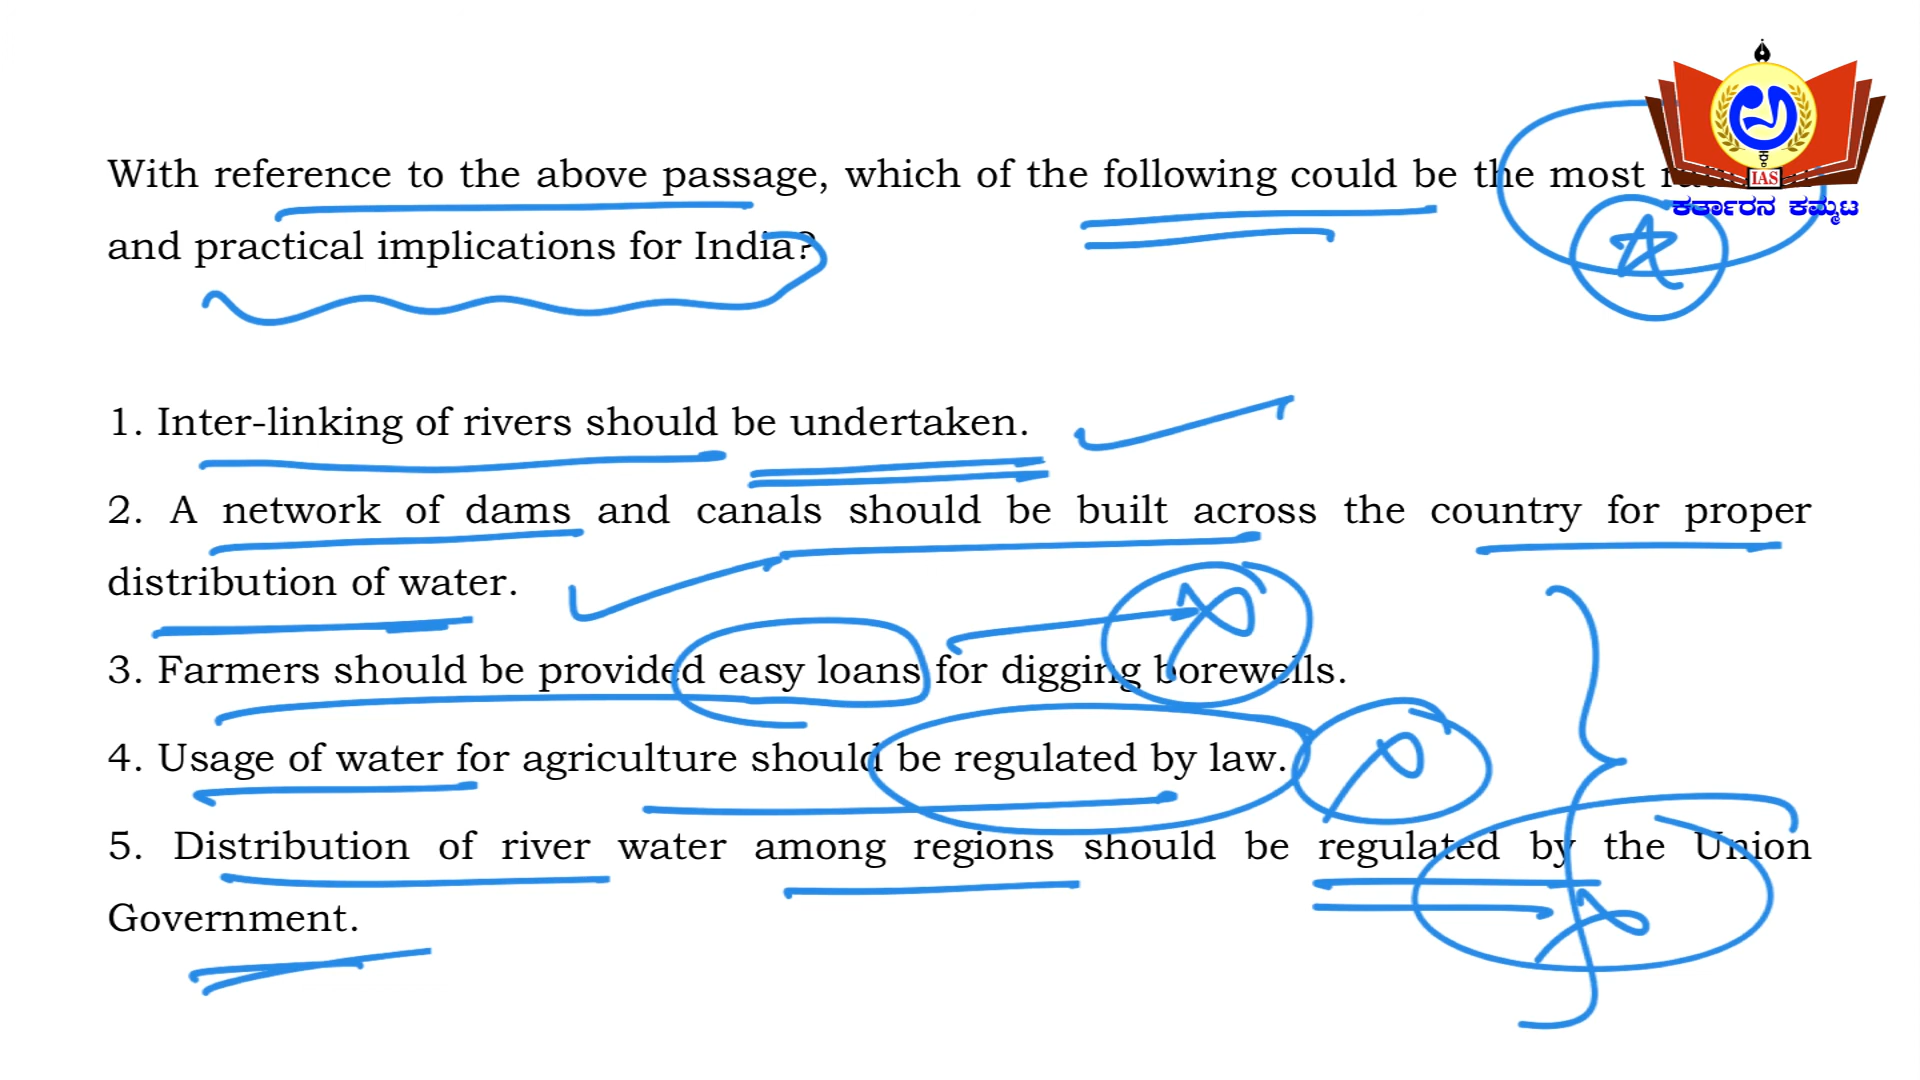 With reference to the above passage, which of the following could be the most
and practical implications for India?
IAS
ಕರ್ತಾರನ ಕಮ್ಮಟ
1. Inter-linking of rivers should be undertaken.
2. A network of dams and canals should be built across the country for proper
distribution of water.
3. Farmers should be provided easy loans for digging borewells.
4. Usage of water for agriculture should be regulated by law.
5. Distribution of river water among regions should be regulated by the Union
Government.